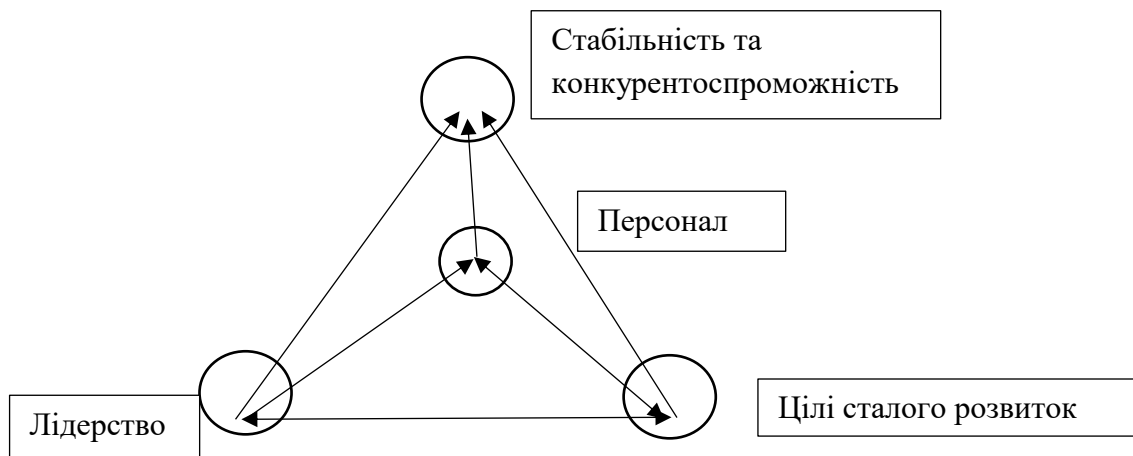 Стабільність та
конкурентоспроможність
Персонал
Лідерство
Цілі сталого розвиток